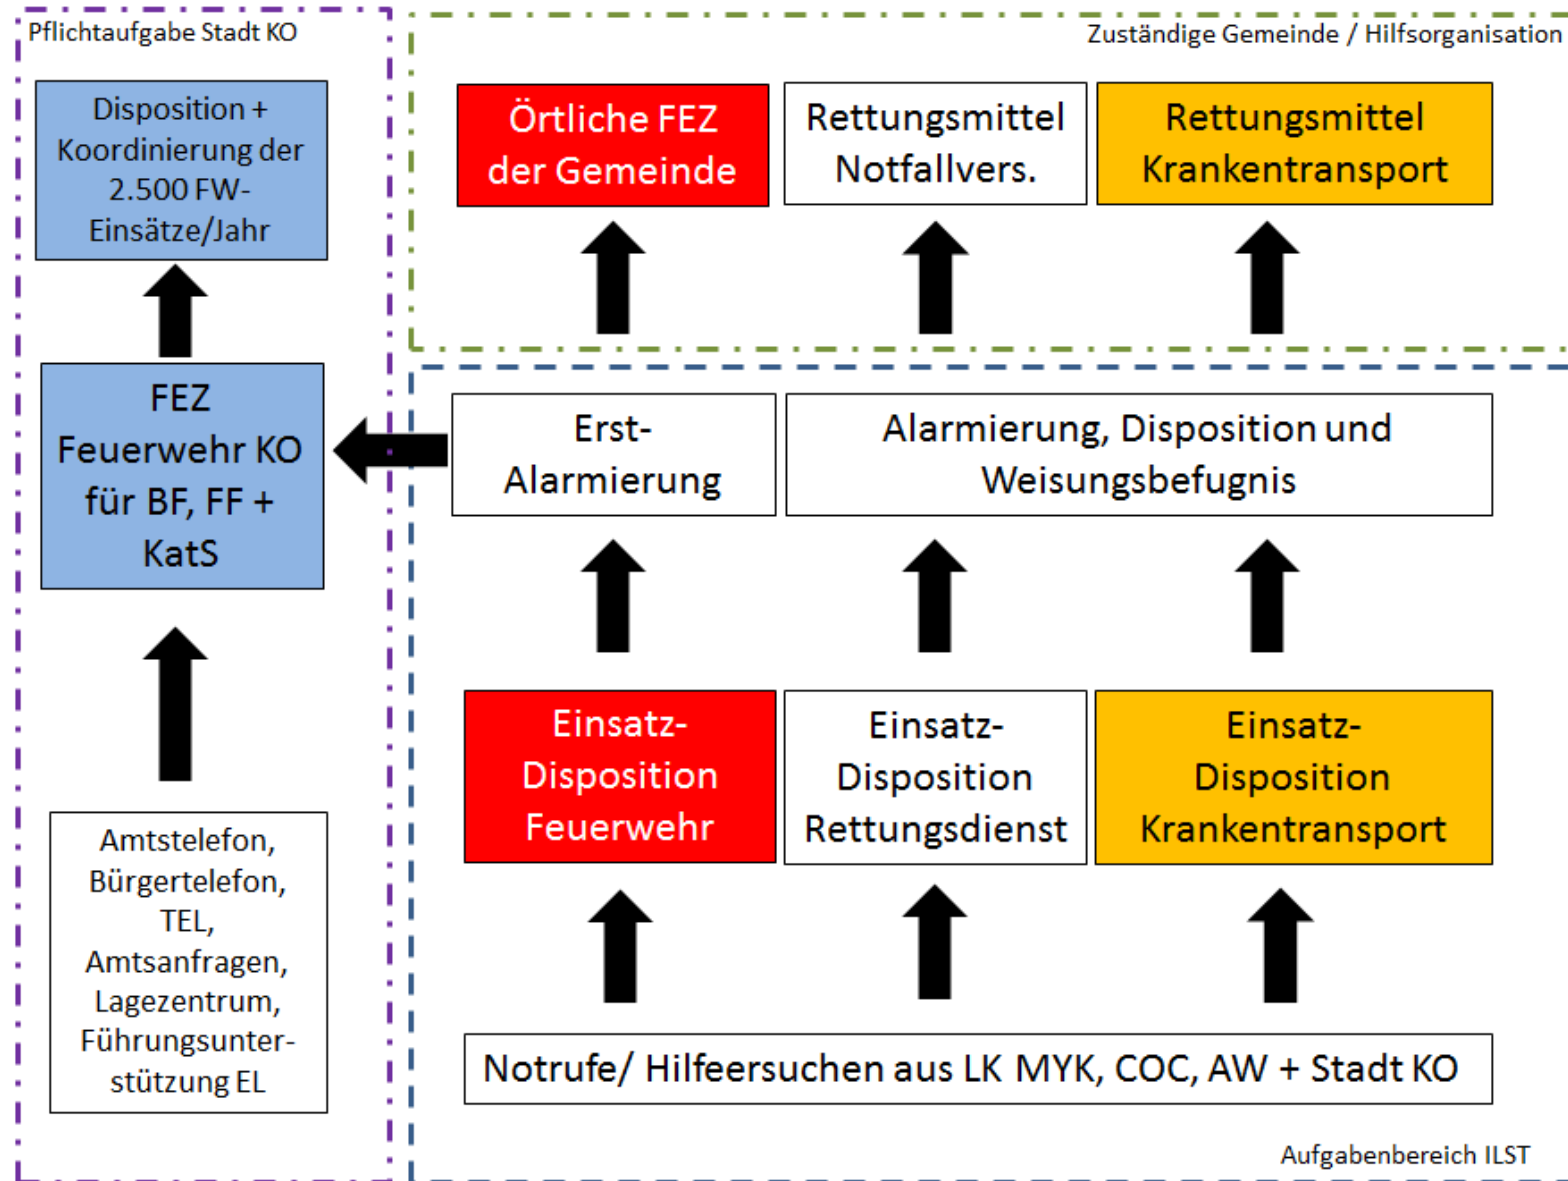 Pflichtaufgabe Stadt KO
Disposition +
Koordinierung der
2.500 FW-
Einsätze/Jahr
FEZ
Feuerwehr KO
für BF, FF +
KatS
Amtstelefon,
Bürgertelefon,
TEL,
Amtsanfragen,
Lagezentrum,
Führungsunter-
stützung EL
Zuständige Gemeinde / Hilfsorganisation
Örtliche FEZ
der Gemeinde
Rettungsmittel
Notfallvers.
Rettungsmittel
Krankentransport
Erst-
Alarmierung
Alarmierung, Disposition und
Weisungsbefugnis
Einsatz-
Disposition
Feuerwehr
Einsatz-
Disposition
Rettungsdienst
Einsatz-
Disposition
Krankentransport
Notrufe/ Hilfeersuchen aus LK MYK, COC, AW + Stadt KO
Aufgabenbereich ILST